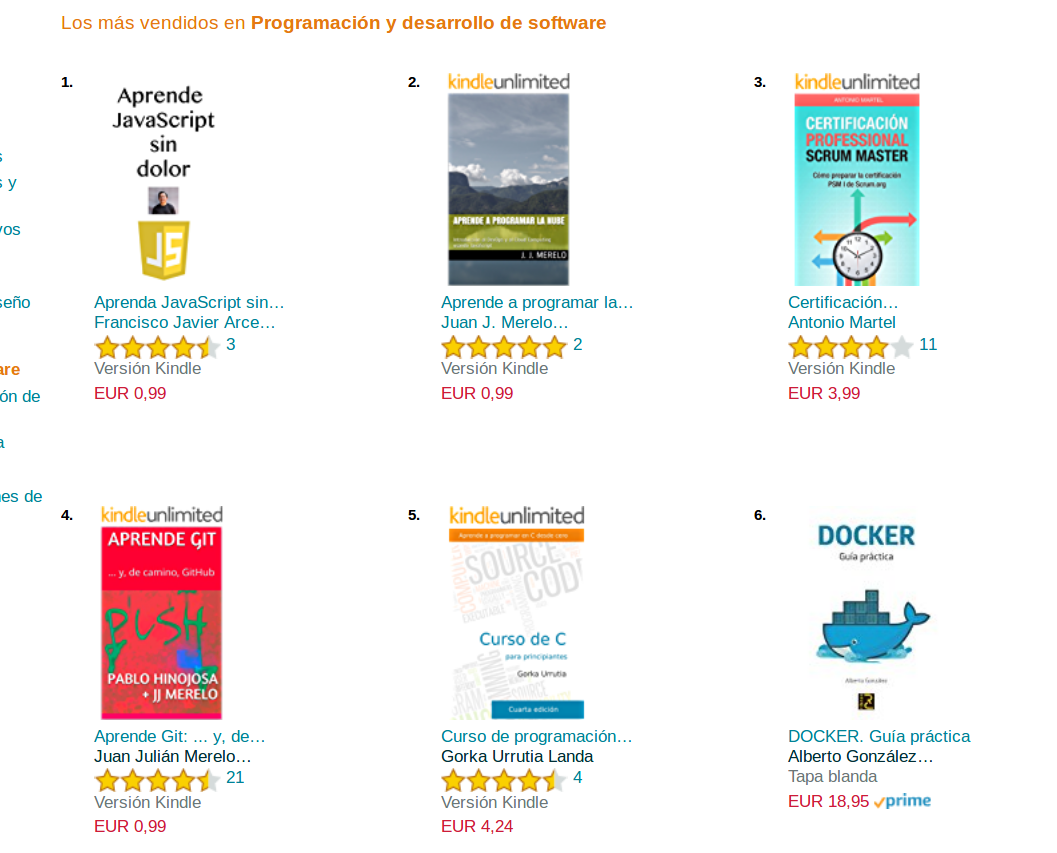 Los más vendidos en Programación y desarrollo de software
1.
Aprende
JavaScript
sin
dolor
JS
Aprenda JavaScript sin…
Francisco Javier Arce…
3
Versión Kindle
EUR 0,99
2.
kindleunlimited
APRENDE A PROGRAMAR LA NUBE
J. J. MERELO
Aprende a programar la…
Juan J. Merelo…
2
Versión Kindle
EUR 0,99
3.
kindleunlimited
ANTONIO MARTEL
CERTIFICACIÓN
PROFESSIONAL
SCRUM MASTER
Cómo preparar la certificación
PSM I de Scrum.org
Certificación…
Antonio Martel
11
Versión Kindle
EUR 3,99
4.
kindleunlimited
APRENDE GIT
... y, de camino, GitHub
PUSH
PABLO HINOJOSA
+ JJ MERELO
Aprende Git: ... y, de…
Juan Julián Merelo…
21
Versión Kindle
EUR 0,99
5.
kindleunlimited
Aprende a programar en C desde cero
SOURCE
CODE
Curso de C
para principiantes
Gorka Urrutia
Cuarta edición
Curso de programación…
Gorka Urrutia Landa
4
Versión Kindle
EUR 4,24
6.
DOCKER
Guía práctica
Alberto González
DOCKER. Guía práctica
Alberto González…
Tapa blanda
EUR 18,95 prime
s
s y
vos
seño
are
ón de
a
nes de